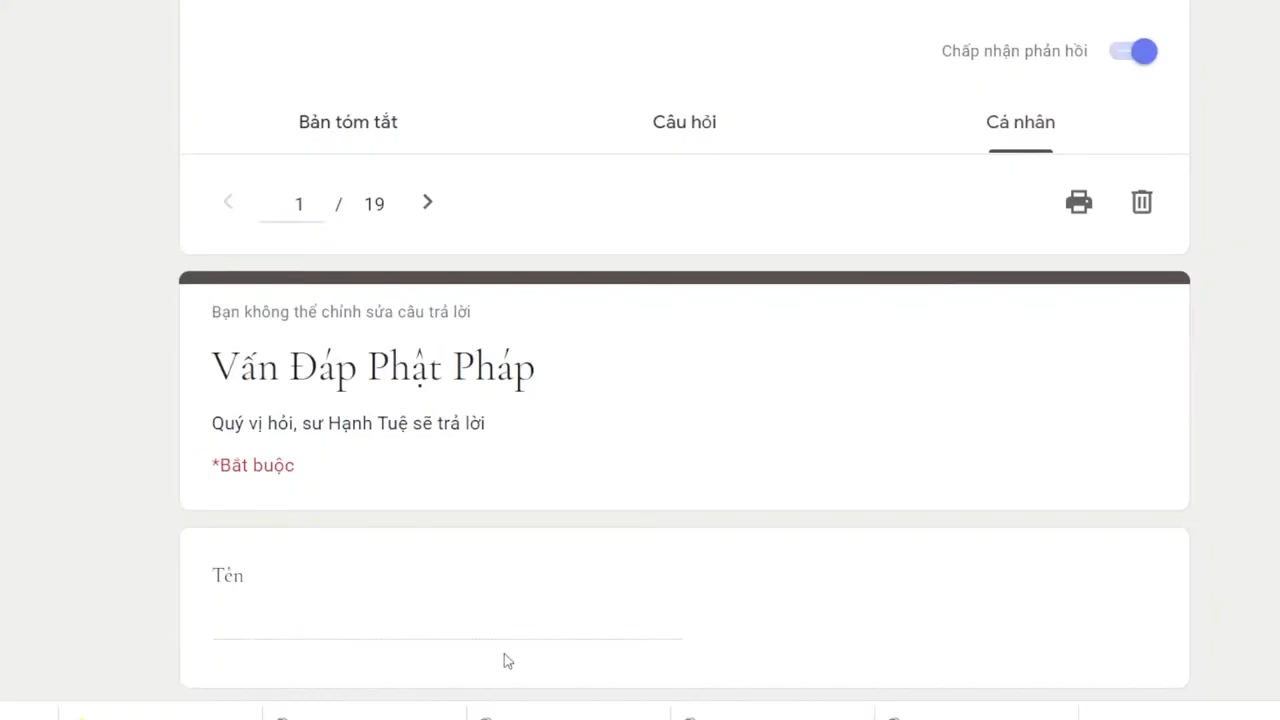 Chấp nhận phản hồi
Bản tóm tắt Câu hỏi Cá nhân
1 / 19
Bạn không thể chỉnh sửa câu trả lời
Vấn Đáp Phật Pháp
Quý vị hỏi, sư Hạnh Tuệ sẽ trả lời
*Bắt buộc
Tên